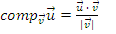 comp_v⃗ u⃗ = (u⃗ · v⃗) / |v⃗|